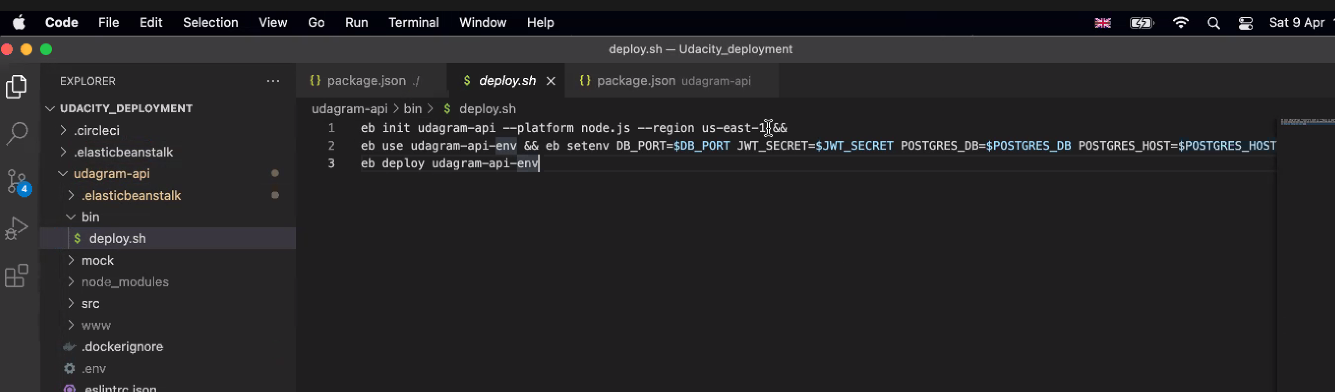 Code File Edit Selection View Go Run Terminal Window Help Sat 9 Apr
deploy.sh — Udacity_deployment
EXPLORER
package.json ./
$ deploy.sh
{} package.json udagram-api
UDACITY_DEPLOYMENT
udagram-api > bin > $ deploy.sh
.circleci
.elasticbeanstalk
udagram-api
.elasticbeanstalk
bin
$ deploy.sh
mock
node_modules
src
www
.dockerignore
.env
.eslintrc.json
4
1 eb init udagram-api --platform node.js --region us-east-1 &&
2 eb use udagram-api-env && eb setenv DB_PORT=$DB_PORT JWT_SECRET=$JWT_SECRET POSTGRES_DB=$POSTGRES_DB POSTGRES_HOST=$POSTGRES_HOST
3 eb deploy udagram-api-env